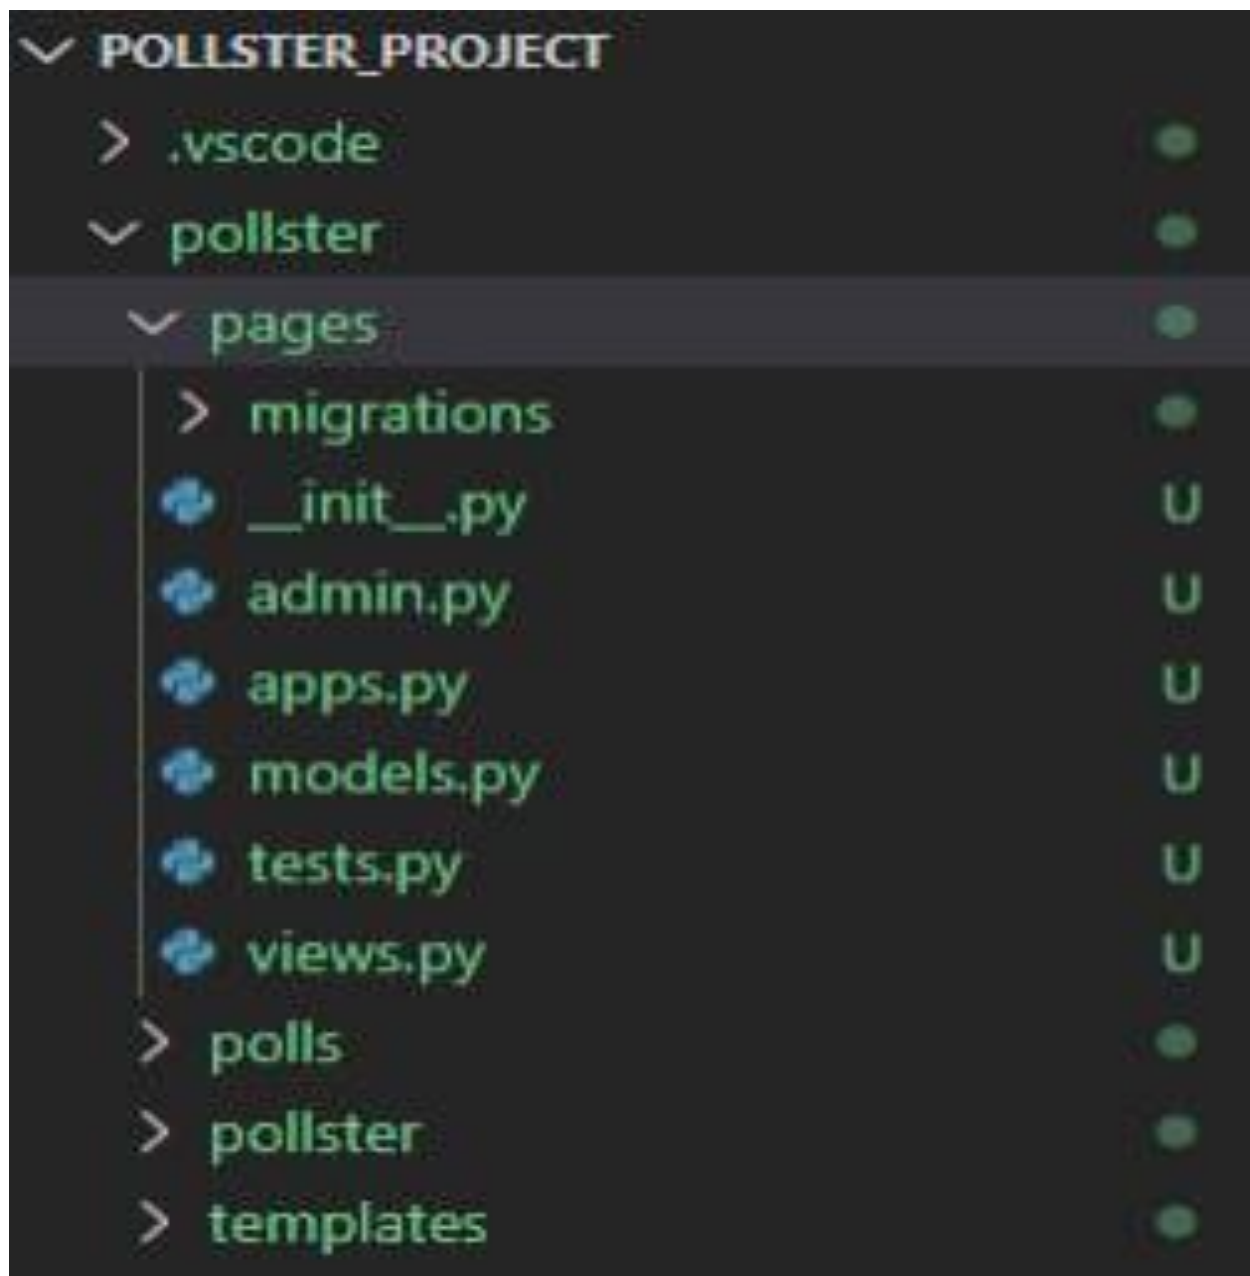 POLLSTER_PROJECT
.vscode
pollster
pages
migrations
__init__.py U
admin.py U
apps.py U
models.py U
tests.py U
views.py U
polls
pollster
templates